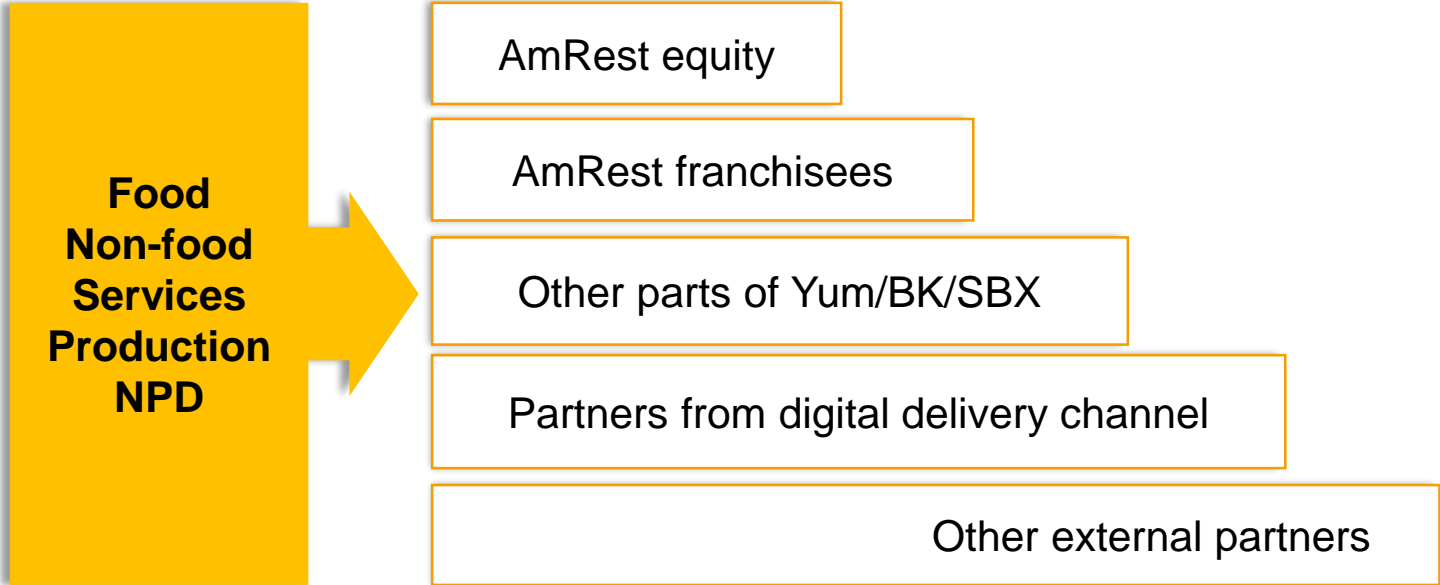 Food
Non-food
Services
Production
NPD
AmRest equity
AmRest franchisees
Other parts of Yum/BK/SBX
Partners from digital delivery channel
Other external partners